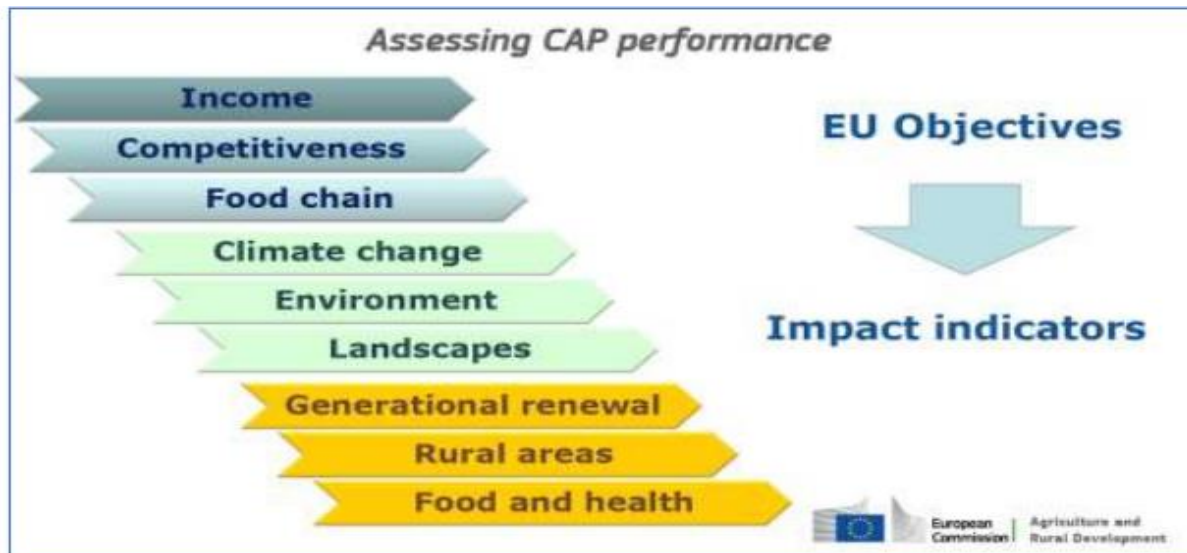 Assessing CAP performance
Income
Competitiveness
Food chain
Climate change
Environment
Landscapes
Generational renewal
Rural areas
Food and health
EU Objectives
Impact indicators
European
Commission
Agriculture and
Rural Development